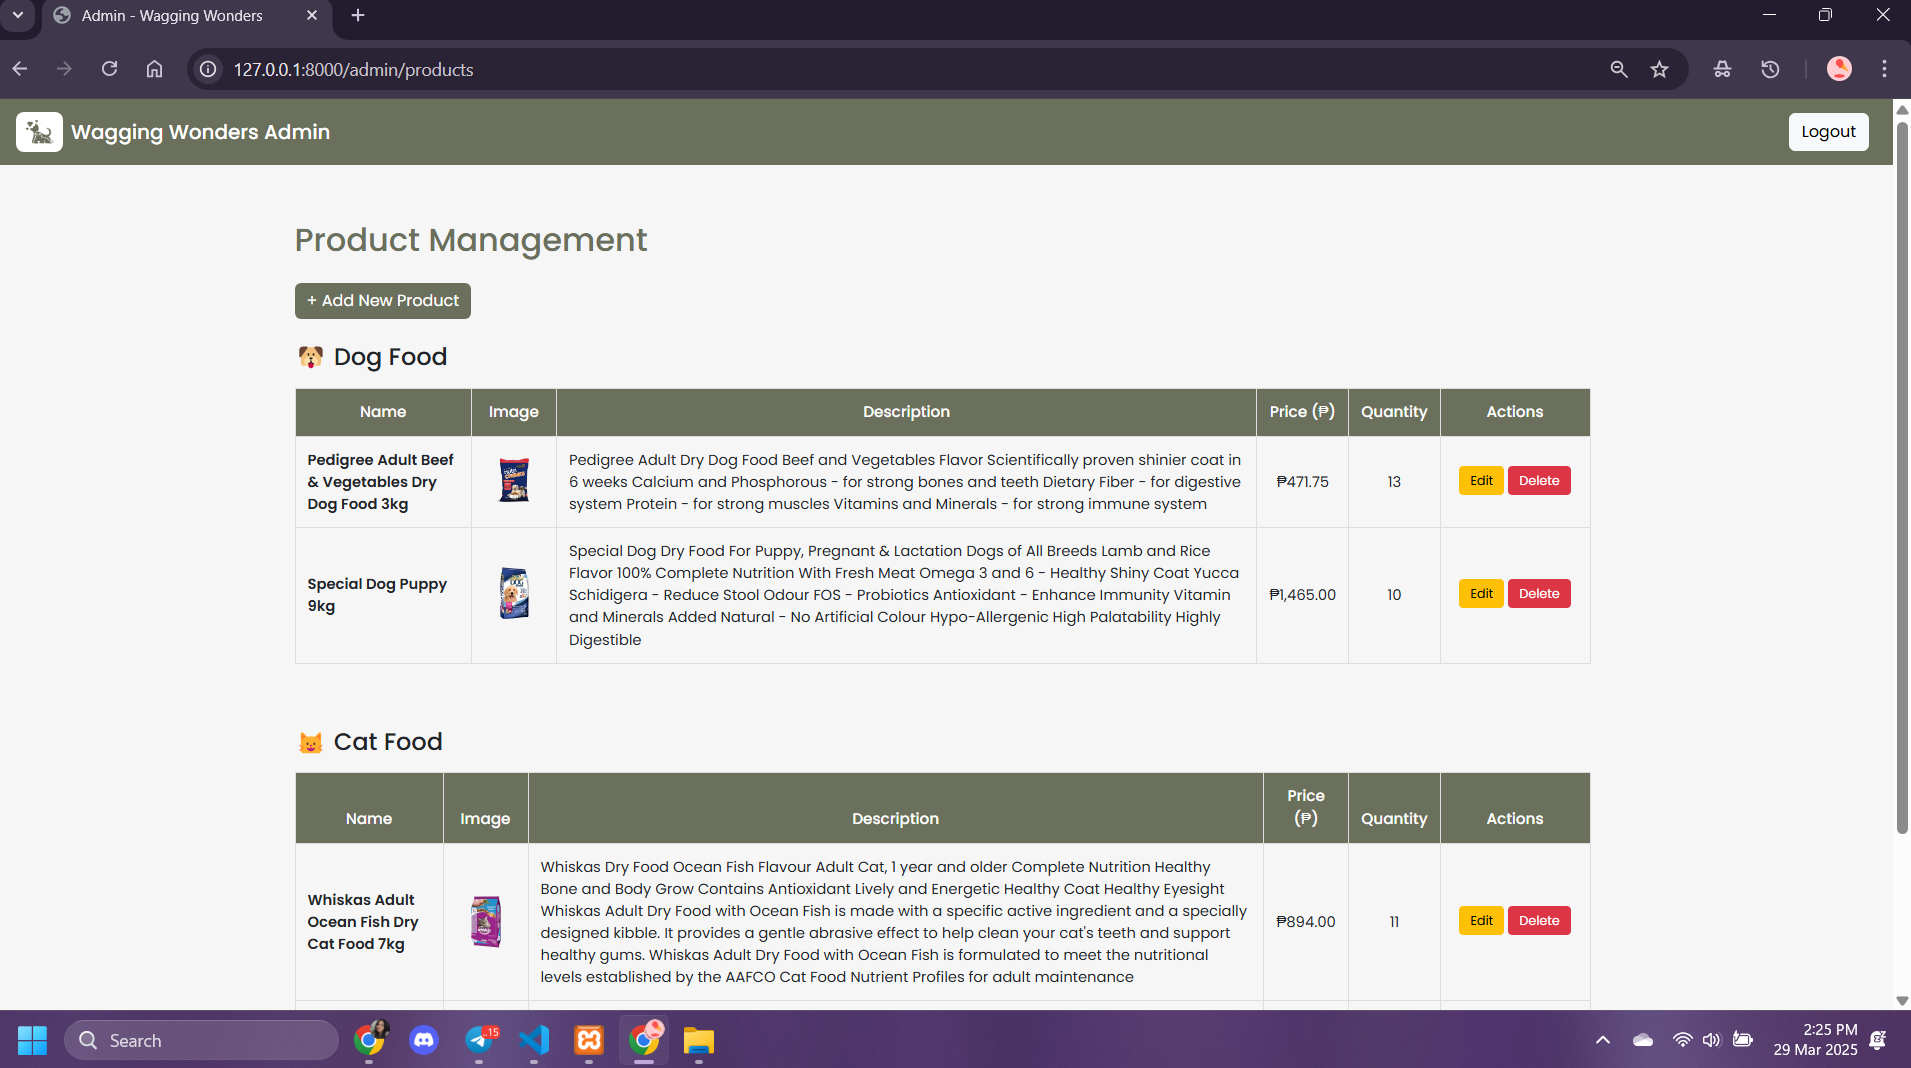 Admin - Wagging Wonders
127.0.0.1:8000/admin/products
Wagging Wonders Admin
Logout
Product Management
+ Add New Product
Dog Food
Name Image Description Price (₱) Quantity Actions
Pedigree Adult Beef
& Vegetables Dry
Dog Food 3kg
Pedigree Adult Dry Dog Food Beef and Vegetables Flavor Scientifically proven shinier coat in
6 weeks Calcium and Phosphorous - for strong bones and teeth Dietary Fiber - for digestive
system Protein - for strong muscles Vitamins and Minerals - for strong immune system
₱471.75
13
Edit Delete
Special Dog Puppy
9kg
DOG
Special Dog Dry Food For Puppy, Pregnant & Lactation Dogs of All Breeds Lamb and Rice
Flavor 100% Complete Nutrition With Fresh Meat Omega 3 and 6 - Healthy Shiny Coat Yucca
Schidigera - Reduce Stool Odour FOS - Probiotics Antioxidant - Enhance Immunity Vitamin
and Minerals Added Natural - No Artificial Colour Hypo-Allergenic High Palatability Highly
Digestible
₱1,465.00
10
Edit Delete
Cat Food
Name Image Description Price
(₱) Quantity Actions
Whiskas Adult
Ocean Fish Dry
Cat Food 7kg
Whiskas Dry Food Ocean Fish Flavour Adult Cat, 1 year and older Complete Nutrition Healthy
Bone and Body Grow Contains Antioxidant Lively and Energetic Healthy Coat Healthy Eyesight
Whiskas Adult Dry Food with Ocean Fish is made with a specific active ingredient and a specially
designed kibble. It provides a gentle abrasive effect to help clean your cat's teeth and support
healthy gums. Whiskas Adult Dry Food with Ocean Fish is formulated to meet the nutritional
levels established by the AAFCO Cat Food Nutrient Profiles for adult maintenance
₱894.00
11
Edit Delete
Search
15
2:25 PM
29 Mar 2025